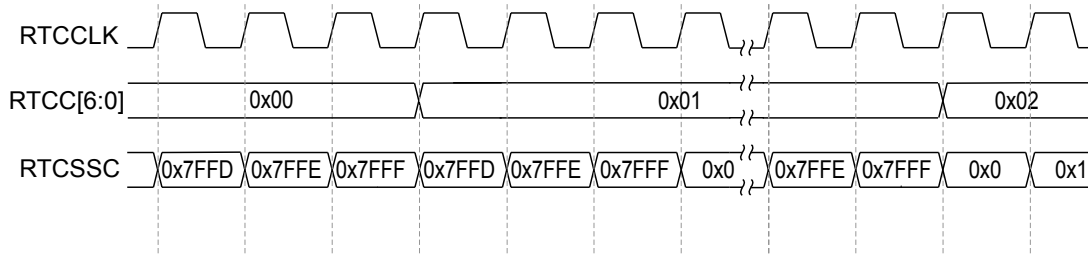 RTCCLK
RTCC[6:0] 0x00 0x01 0x02
RTCSSC 0x7FFD 0x7FFE 0x7FFF 0x7FFD 0x7FFE 0x7FFF 0x0 0x7FFE 0x7FFF 0x0 0x1